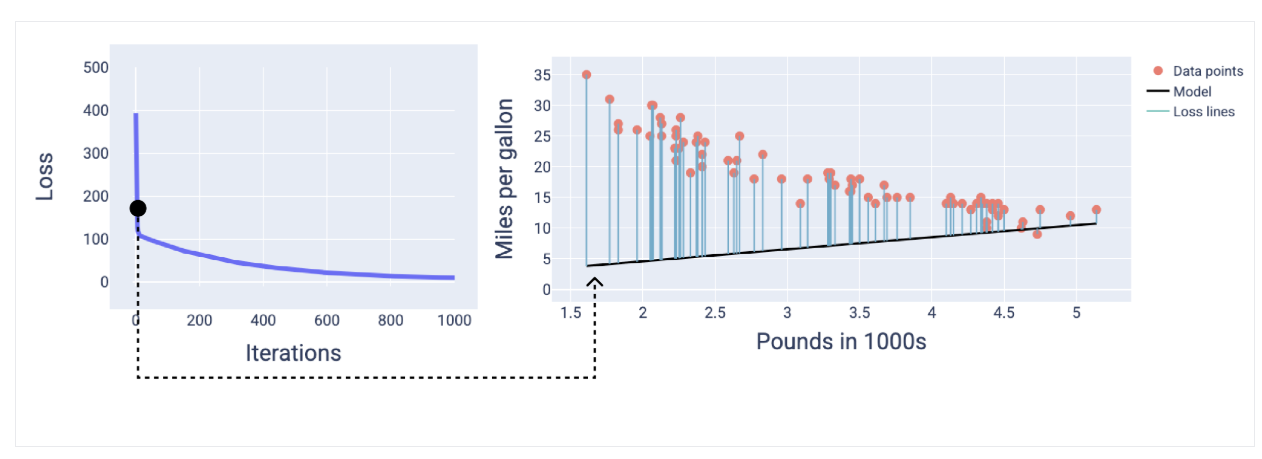 500
400
300
200
100
0
Loss
0 200 400 600 800 1000
Iterations
35
30
25
20
15
10
5
0
Miles per gallon
1.5 2 2.5 3 3.5 4 4.5 5
Pounds in 1000s
Data points
Model
Loss lines